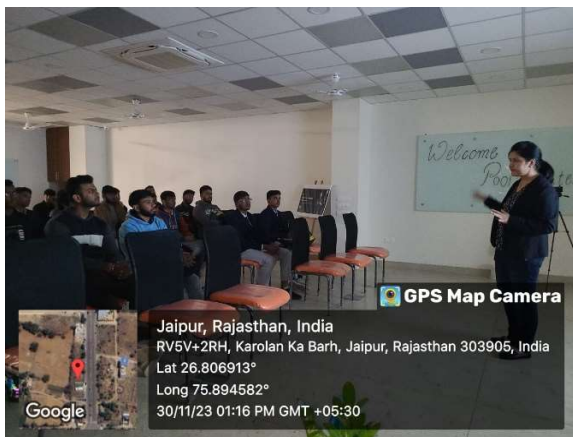 Welcome
GPS Map Camera
Jaipur, Rajasthan, India
RV5V+2RH, Karolan Ka Barh, Jaipur, Rajasthan 303905, India
Lat 26.806913°
Long 75.894582°
30/11/23 01:16 PM GMT +05:30
Google